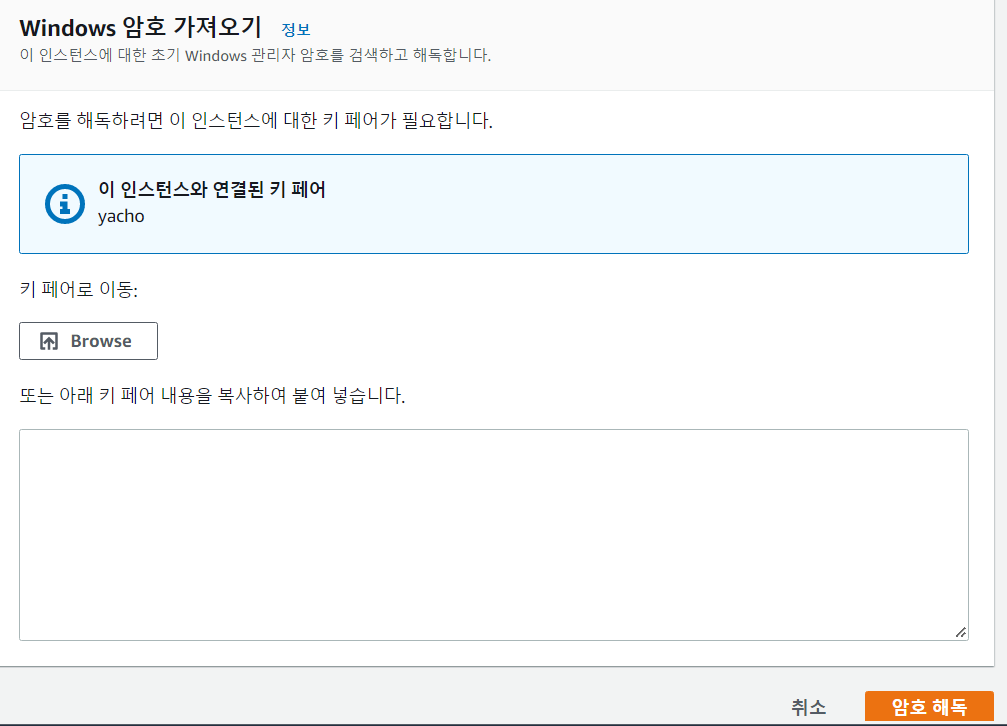 Windows 암호 가져오기 정보
이 인스턴스에 대한 초기 Windows 관리자 암호를 검색하고 해독합니다.
암호를 해독하려면 이 인스턴스에 대한 키 페어가 필요합니다.
이 인스턴스와 연결된 키 페어
yacho
키 페어로 이동:
Browse
또는 아래 키 페어 내용을 복사하여 붙여 넣습니다.
취소 암호 해독